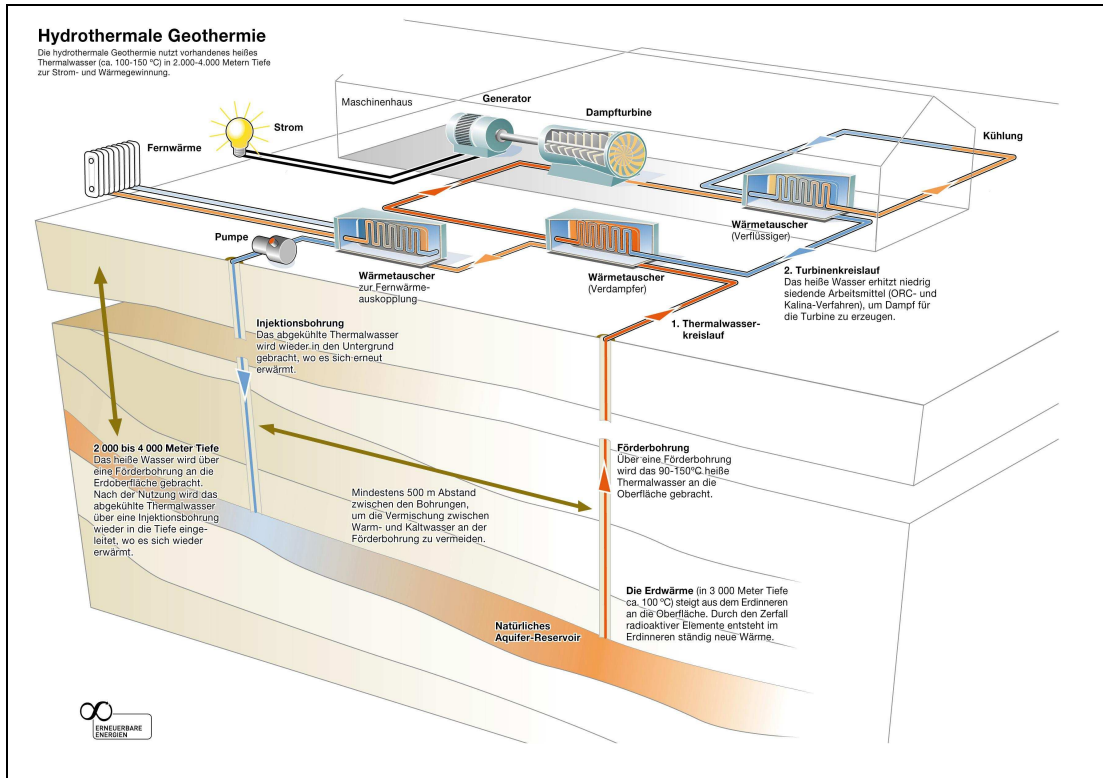 Hydrothermale Geothermie
Die hydrothermale Geothermie nutzt vorhandenes heißes
Thermalwasser (ca. 100-150 ºC) in 2.000-4.000 Metern Tiefe
zur Strom- und Wärmegewinnung.
Maschinenhaus
Generator
Dampfturbine
Strom
Kühlung
Fernwärme
Wärmetauscher
(Verflüssiger)
Pumpe
Wärmetauscher
zur Fernwärme-
auskopplung
Wärmetauscher
(Verdampfer)
2. Turbinenkreislauf
Das heiße Wasser erhitzt niedrig
siedende Arbeitsmittel (ORC- und
Kalina-Verfahren), um Dampf für
die Turbine zu erzeugen.
1. Thermalwasser-
kreislauf
Injektionsbohrung
Das abgekühlte Thermalwasser
wird wieder in den Untergrund
gebracht, wo es sich erneut
erwärmt.
2 000 bis 4 000 Meter Tiefe
Das heiße Wasser wird über
eine Förderbohrung an die
Erdoberfläche gebracht.
Nach der Nutzung wird das
abgekühlte Thermalwasser
über eine Injektionsbohrung
wieder in die Tiefe einge-
leitet, wo es sich wieder
erwärmt.
Mindestens 500 m Abstand
zwischen den Bohrungen,
um die Vermischung zwischen
Warm- und Kaltwasser an der
Förderbohrung zu vermeiden.
Förderbohrung
Über eine Förderbohrung
wird das 90-150ºC heiße
Thermalwasser an die
Oberfläche gebracht.
Die Erdwärme (in 3 000 Meter Tiefe
ca. 100 ºC) steigt aus dem Erdinneren
an die Oberfläche. Durch den Zerfall
radioaktiver Elemente entsteht im
Erdinneren ständig neue Wärme.
Natürliches
Aquifer-Reservoir
ERNEUERBARE
ENERGIEN